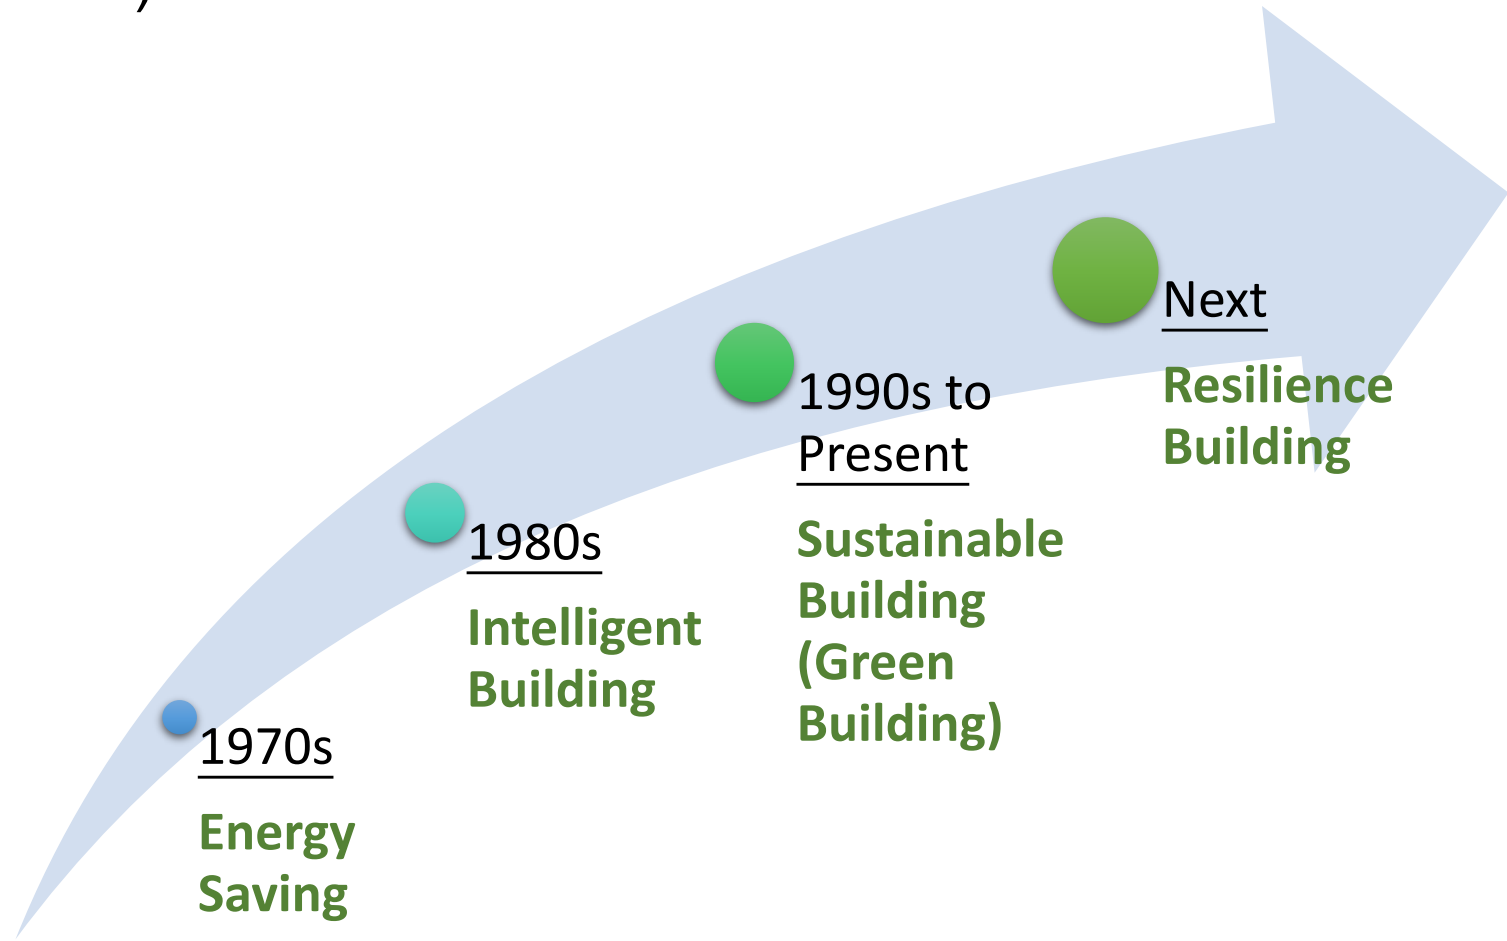 1970s
Energy
Saving
1980s
Intelligent
Building
1990s to
Present
Sustainable
Building
(Green
Building)
Next
Resilience
Building